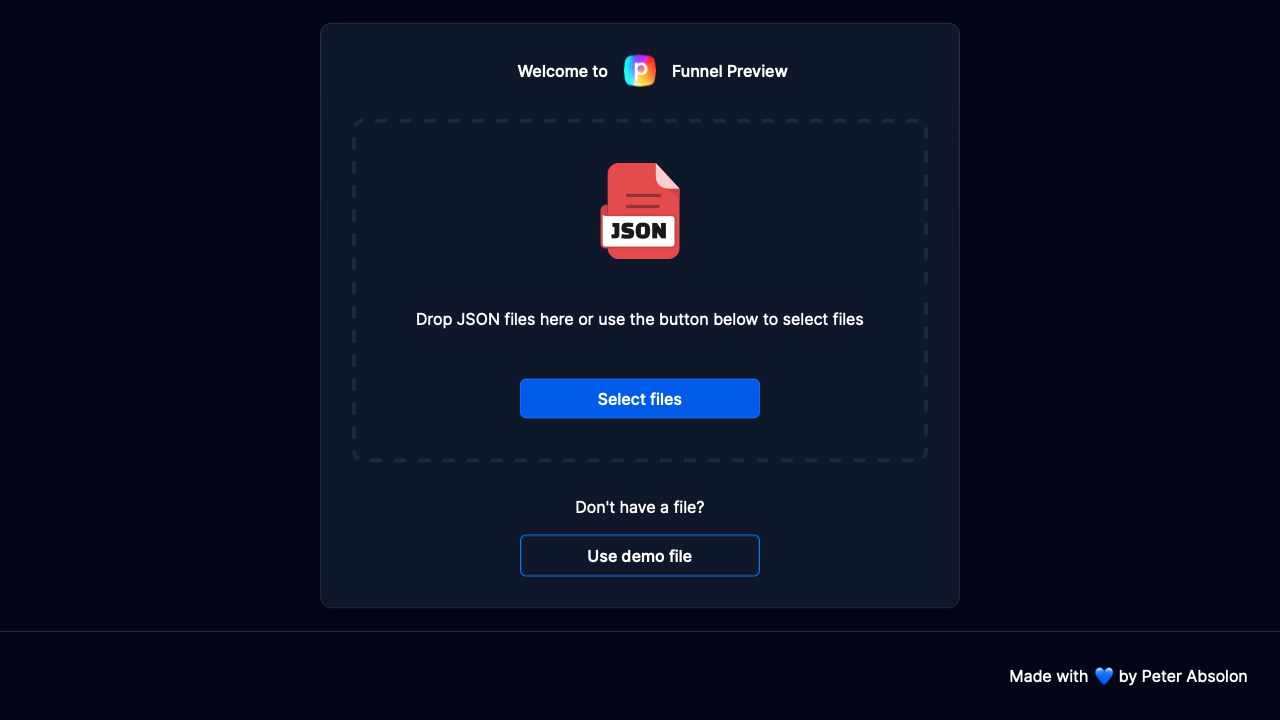 Welcome to p Funnel Preview
JSON
Drop JSON files here or use the button below to select files
Select files
Don't have a file?
Use demo file
Made with 💙 by Peter Absolon